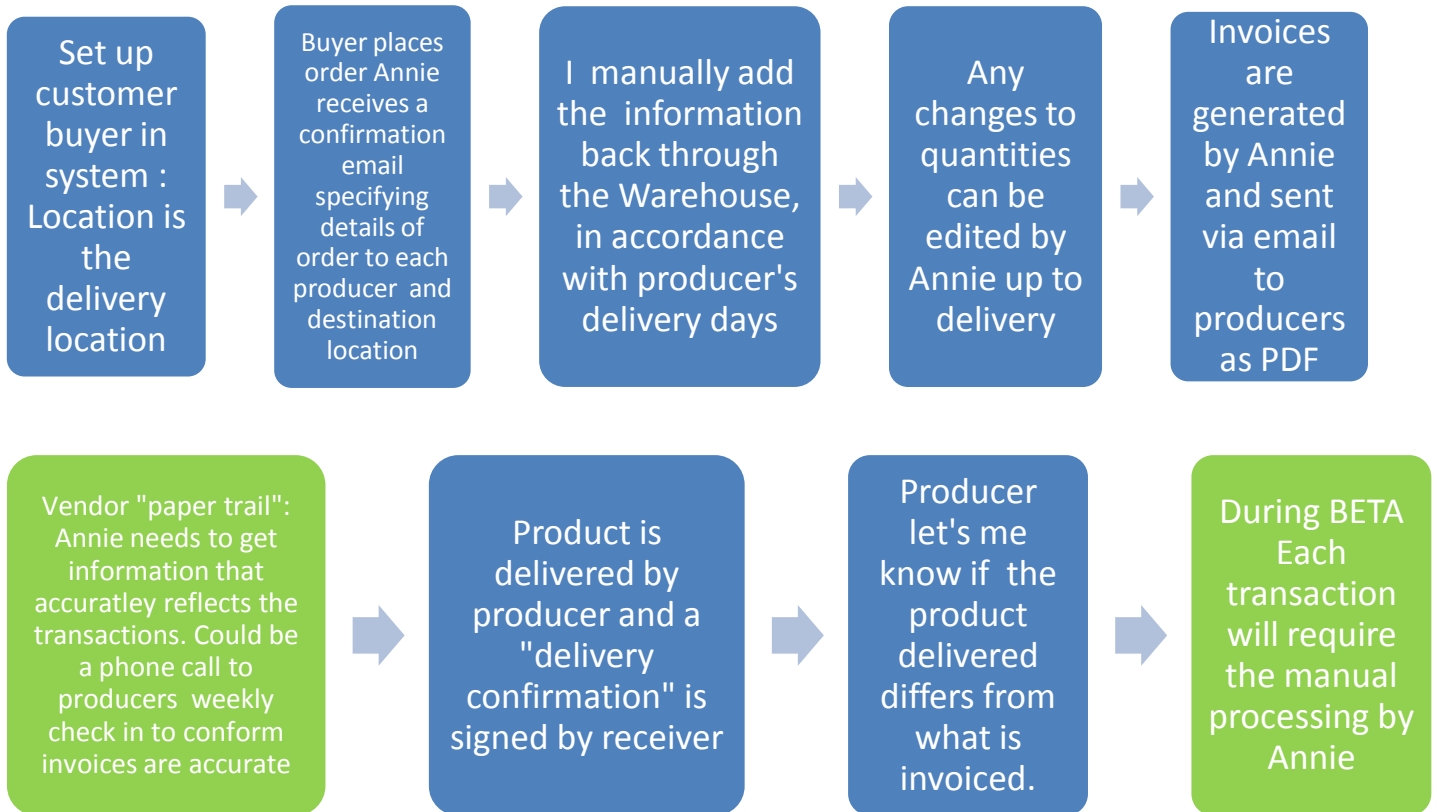 Set up
customer
buyer in
system :
Location is
the
delivery
location
Buyer places
order Annie
receives a
confirmation
email
specifying
details of
order to each
producer and
destination
location
I manually add
the information
back through
the Warehouse,
in accordance
with producer's
delivery days
Any
changes to
quantities
can be
edited by
Annie up to
delivery
Invoices
are
generated
by Annie
and sent
via email
to
producers
as PDF
Vendor "paper trail":
Annie needs to get
information that
accuratley reflects the
transactions. Could be
a phone call to
producers weekly
check in to conform
invoices are accurate
Product is
delivered by
producer and a
"delivery
confirmation" is
signed by receiver
Producer
let's me
know if the
product
delivered
differs from
what is
invoiced.
During BETA
Each
transaction
will require
the manual
processing by
Annie